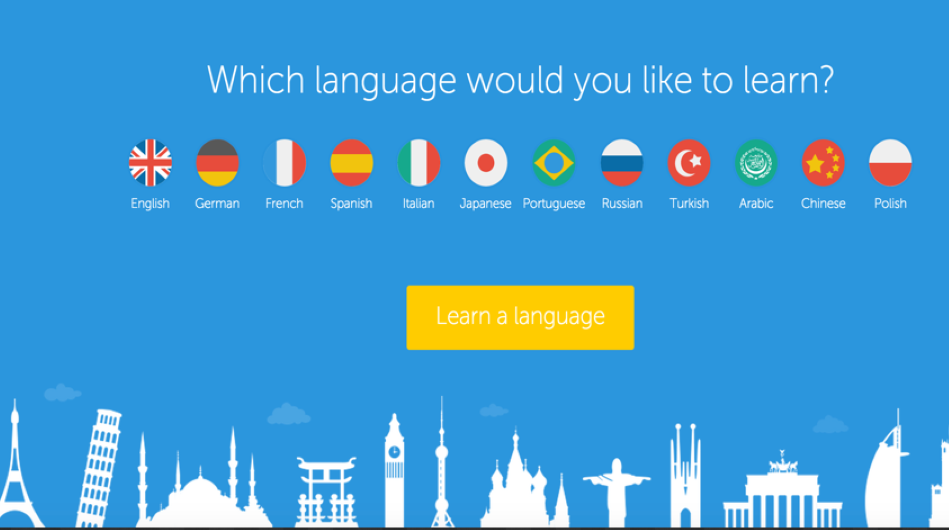 Which language would you like to learn?
English German French Spanish Italian Japanese Portuguese Russian Turkish Arabic Chinese Polish
Learn a language